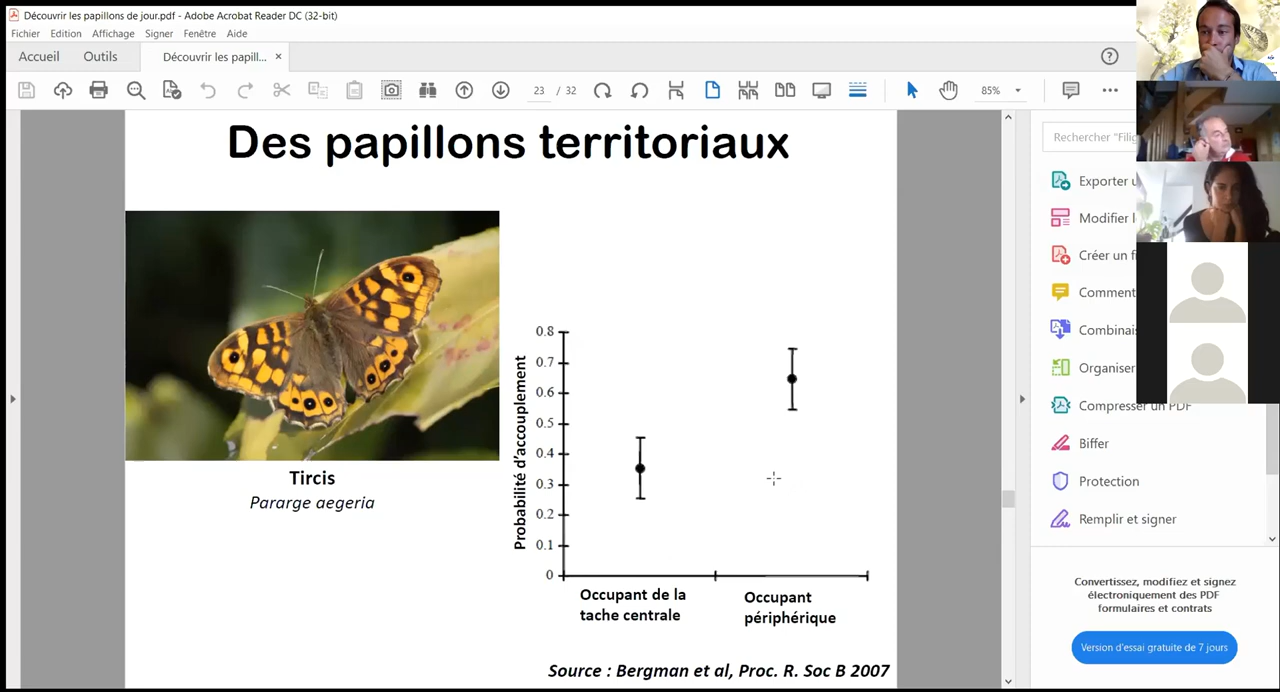 Découvrir les papillons de jour.pdf - Adobe Acrobat Reader DC (32-bit)
Fichier Edition Affichage Signer Fenêtre Aide
Accueil Outils Découvrir les papill... ×
23 / 32 85%
Des papillons territoriaux
Tircis
Pararge aegeria
Probabilité d'accouplement
0.8
0.7
0.6
0.5
0.4
0.3
0.2
0.1
0
Occupant de la
tache centrale
Occupant
périphérique
Source : Bergman et al, Proc. R. Soc B 2007
Rechercher "Filig
Exporter u
Modifier l
Créer un fi
Comment
Combinais
Organiser
Compresser un PDF
Biffer
Protection
Remplir et signer
Convertissez, modifiez et signez
électroniquement des PDF
formulaires et contrats
Version d'essai gratuite de 7 jours